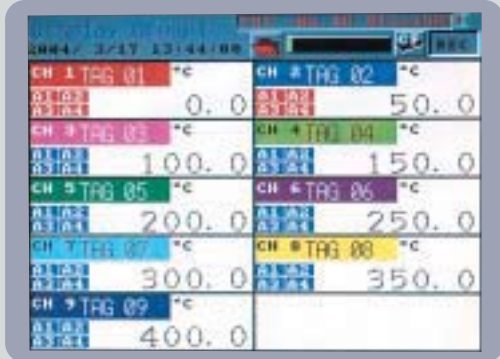 2004/ 3/17 13:44:00
REC
CH 1 TAG 01 °C
A1 A2
A3 A4
0. 0
CH 2 TAG 02 °C
A1 A2
A3 A4
50. 0
CH 3 TAG 03 °C
A1 A2
A3 A4
100. 0
CH 4 TAG 04 °C
A1 A2
A3 A4
150. 0
CH 5 TAG 05 °C
A1 A2
A3 A4
200. 0
CH 6 TAG 06 °C
A1 A2
A3 A4
250. 0
CH 7 TAG 07 °C
A1 A2
A3 A4
300. 0
CH 8 TAG 08 °C
A1 A2
A3 A4
350. 0
CH 9 TAG 09 °C
A1 A2
A3 A4
400. 0